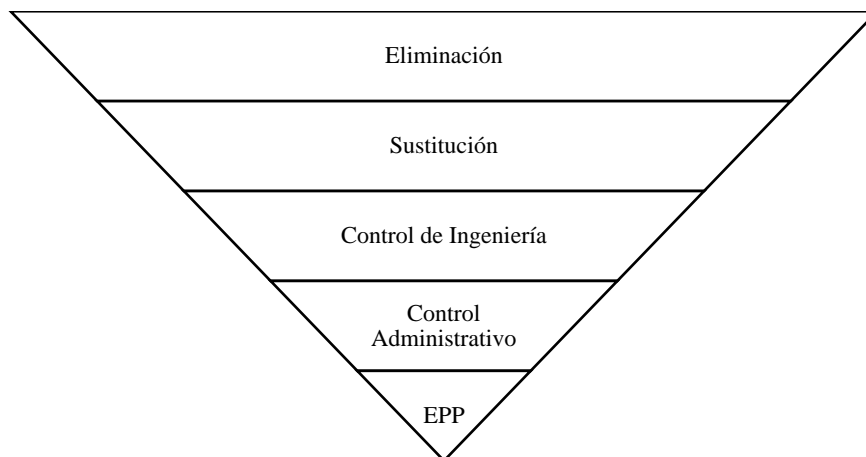 Eliminación
Sustitución
Control de Ingeniería
Control
Administrativo
EPP